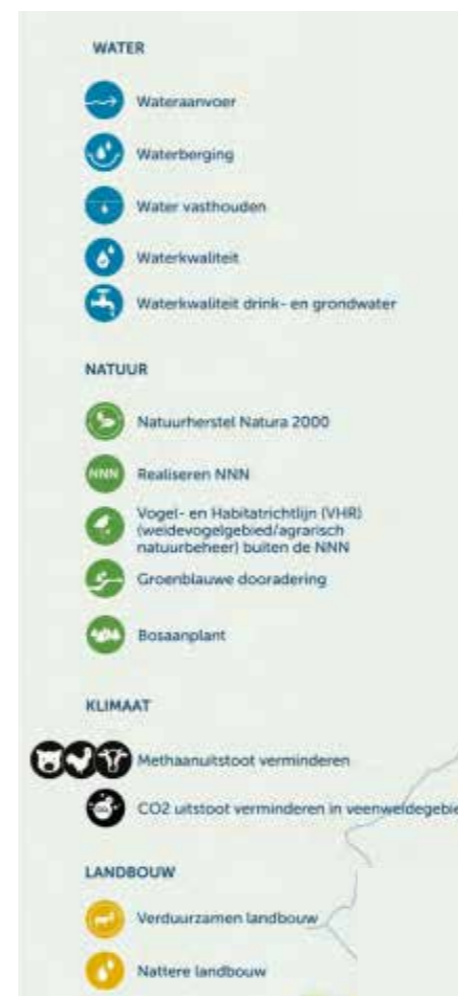 WATER
Wateraanvoer
Waterberging
Water vasthouden
Waterkwaliteit
Waterkwaliteit drink- en grondwater
NATUUR
Natuurherstel Natura 2000
NNN
Realiseren NNN
Vogel- en Habitatrichtlijn (VHR)
(weidevogelgebied/agrarisch
natuurbeheer) buiten de NNN
Groenblauwe dooradering
Bosaanplant
KLIMAAT
Methaanuitstoot verminderen
CO2 uitstoot verminderen in veenweidegebie
LANDBOUW
Verduurzamen landbouw
Nattere landbouw